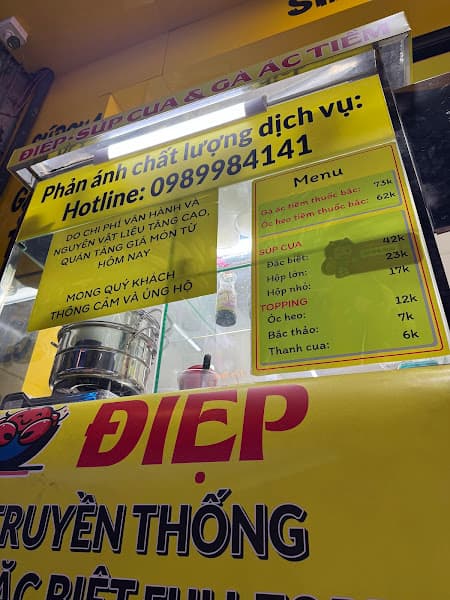 ĐIỆP: SÚP CUA & GÀ ÁC TIỀM
Phản ánh chất lượng dịch vụ:
Hotline: 0989984141
DO CHI PHÍ VẬN HÀNH VÀ
NGUYÊN VẬT LIỆU TĂNG CAO,
QUÁN TĂNG GIÁ MÓN TỪ
HÔM NAY
MONG QUÝ KHÁCH
THÔNG CẢM VÀ ỦNG HỘ
Menu
Gà ác tiềm thuốc bắc: 73k
Óc heo tiềm thuốc bắc: 62k
SÚP CUA
Đặc biệt: 42k
Hộp lớn: 23k
Hộp nhỏ: 17k
TOPPING
Óc heo: 12k
Bắc thảo: 7k
Thanh cua: 6k
ĐIỆP
TRUYỀN THỐNG
ĐẶC BIỆT FULL TOPP